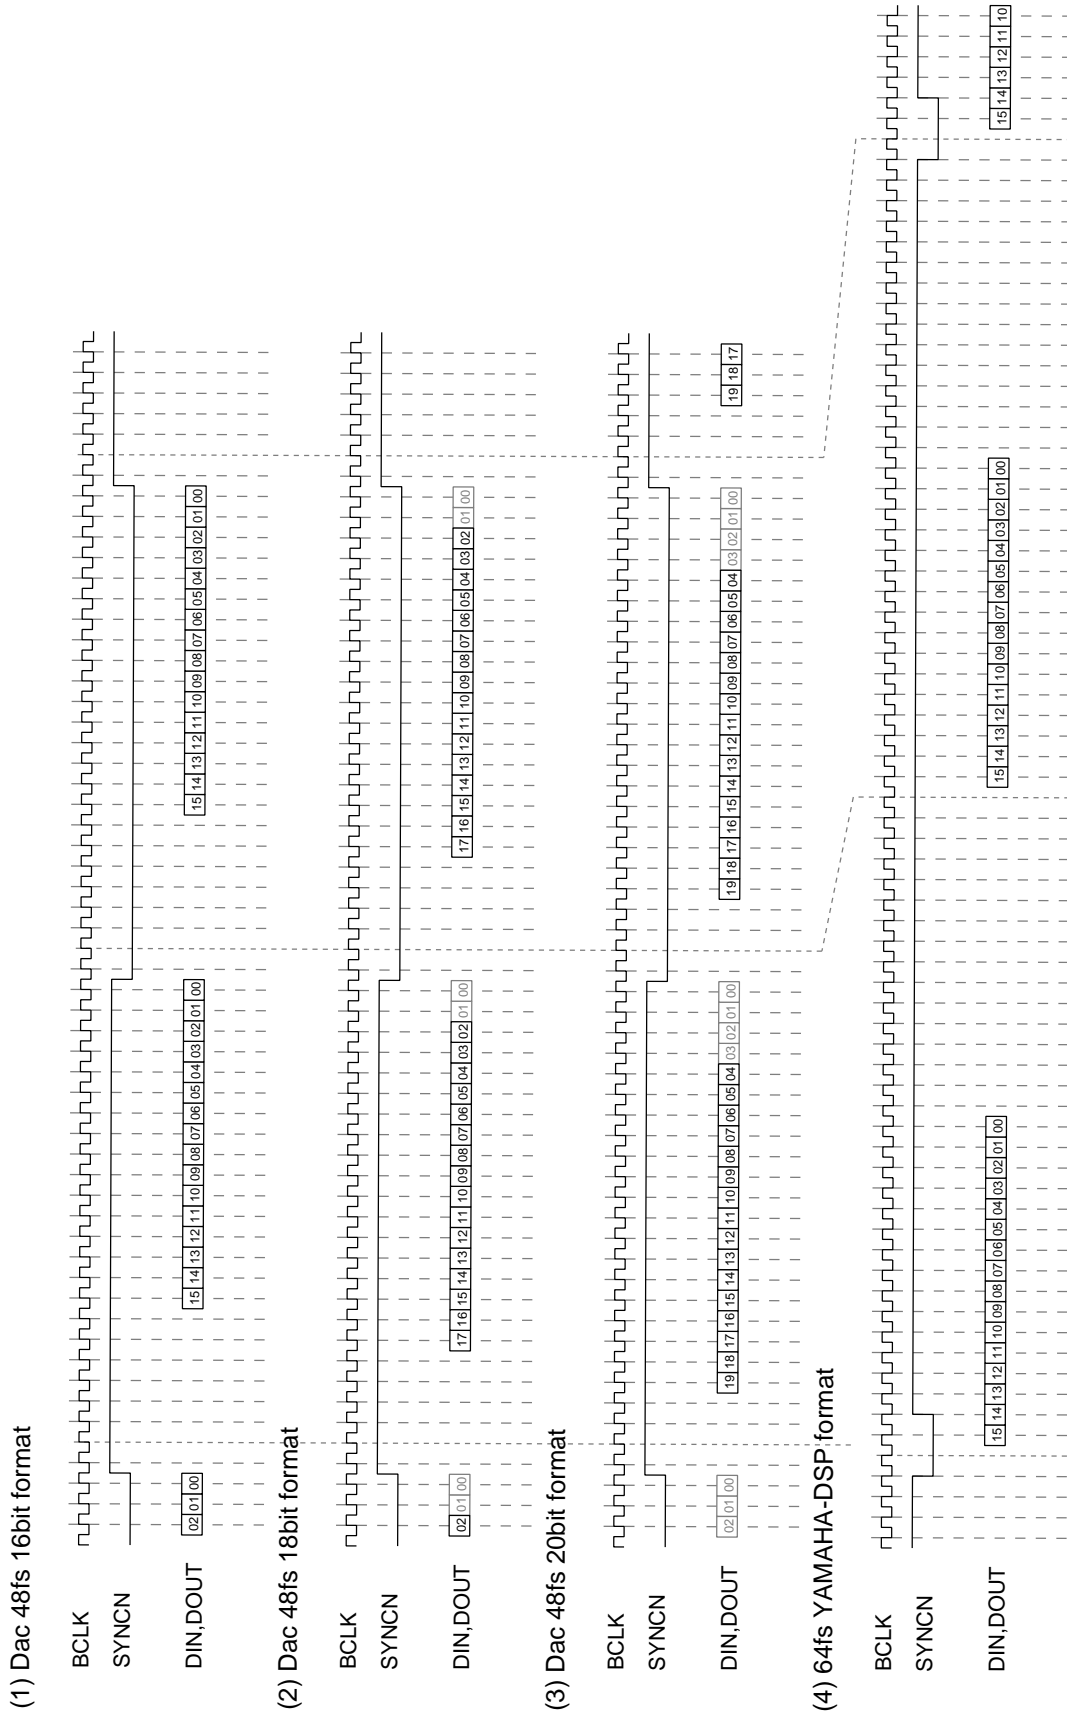 (1) Dac 48fs 16bit format
BCLK
SYNCN
DIN,DOUT
02 01 00
15 14 13 12 11 10 09 08 07 06 05 04 03 02 01 00
15 14 13 12 11 10 09 08 07 06 05 04 03 02 01 00
(2) Dac 48fs 18bit format
BCLK
SYNCN
DIN,DOUT
02 01 00
17 16 15 14 13 12 11 10 09 08 07 06 05 04 03 02 01 00
17 16 15 14 13 12 11 10 09 08 07 06 05 04 03 02 01 00
(3) Dac 48fs 20bit format
BCLK
SYNCN
DIN,DOUT
02 01 00
19 18 17 16 15 14 13 12 11 10 09 08 07 06 05 04 03 02 01 00
19 18 17 16 15 14 13 12 11 10 09 08 07 06 05 04 03 02 01 00
19 18 17
(4) 64fs YAMAHA-DSP format
BCLK
SYNCN
DIN,DOUT
15 14 13 12 11 10 09 08 07 06 05 04 03 02 01 00
15 14 13 12 11 10 09 08 07 06 05 04 03 02 01 00
15 14 13 12 11 10